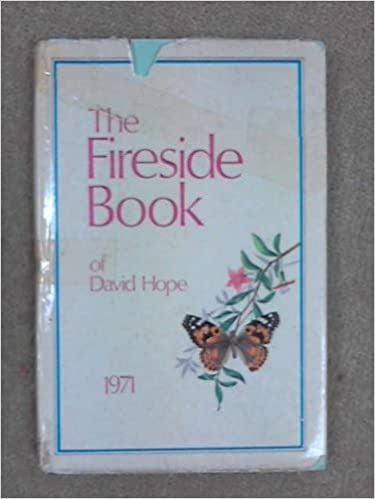 The
Fireside
Book
of
David Hope
1971